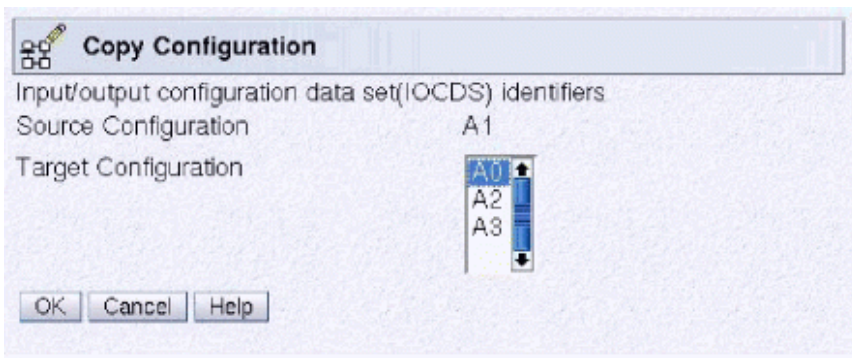 Copy Configuration
Input/output configuration data set(IOCDS) identifiers
Source Configuration A1
Target Configuration A0
A2
A3
OK Cancel Help